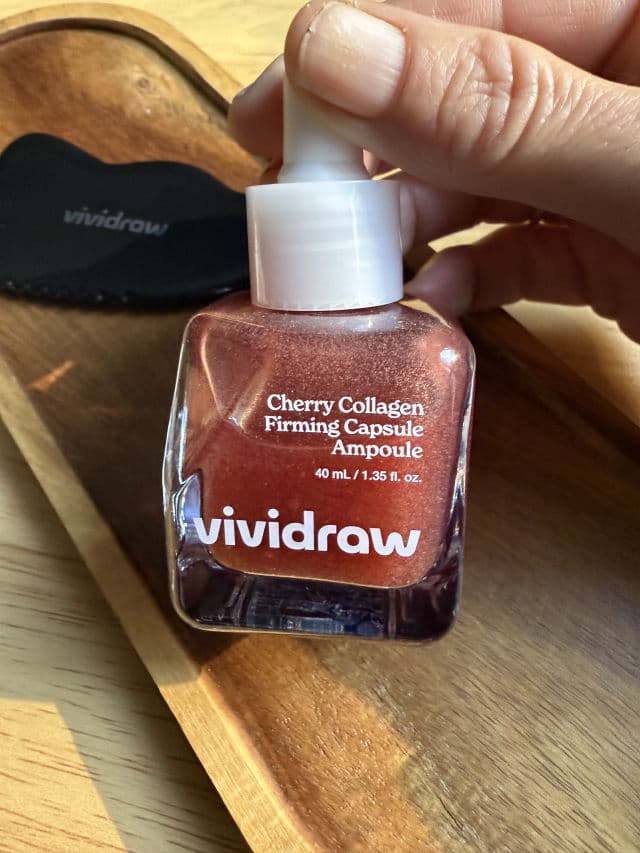 vividraw
Cherry Collagen
Firming Capsule
Ampoule
40 mL / 1.35 fl. oz.
vividraw